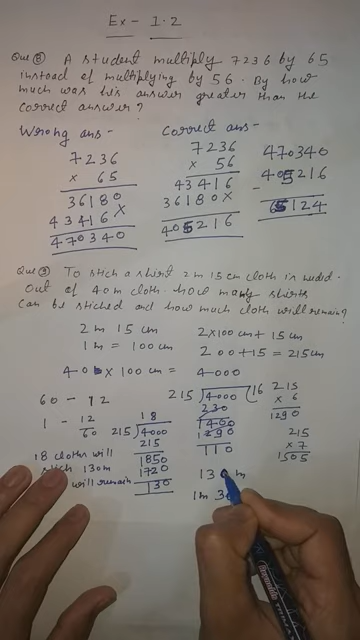 Ex - 1.2
Que ⑧ A student multiply 7236 by 65
instead of multiplying by 56. By how
much was his answer greater than the
correct answer?
Wrong ans -
7236
× 65
36180
43416×
470340
Correct ans -
7236
× 56
43416
36180×
405216
470340
405216
-
65124
Que ⑨ To stich a shirt 2 m 15 cm cloth is needed.
Out of 40 m cloth. how many shirts
Can be stiched and how much cloth will remain?
2 m 15 cm
1m = 100 cm
2×100 cm + 15 cm
200 + 15 = 215 cm
40 × 100 cm = 4000
60 - 12
1 - 12/60
18
215 4000
215
1850
1720
130
18 cloths will
stich 130m
will remain
215 4000 16
230
1400
1290
110
215
× 6
1290
215
× 7
1505
130 m
1m 30